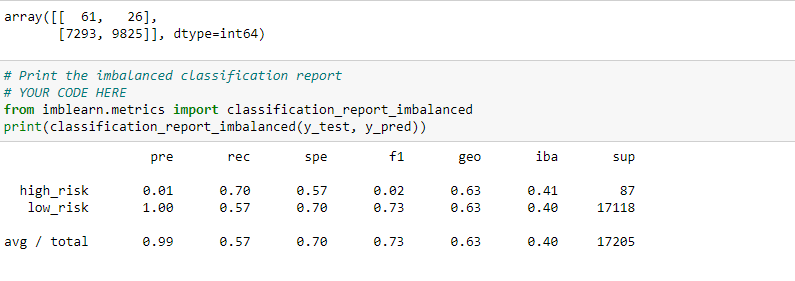 array([[  61,   26],
       [7293, 9825]], dtype=int64)
# Print the imbalanced classification report
# YOUR CODE HERE
from imblearn.metrics import classification_report_imbalanced
print(classification_report_imbalanced(y_test, y_pred))
                   pre       rec       spe        f1       geo       iba       sup
  high_risk       0.01      0.70      0.57      0.02      0.63      0.41        87
   low_risk       1.00      0.57      0.70      0.73      0.63      0.40     17118
avg / total       0.99      0.57      0.70      0.73      0.63      0.40     17205